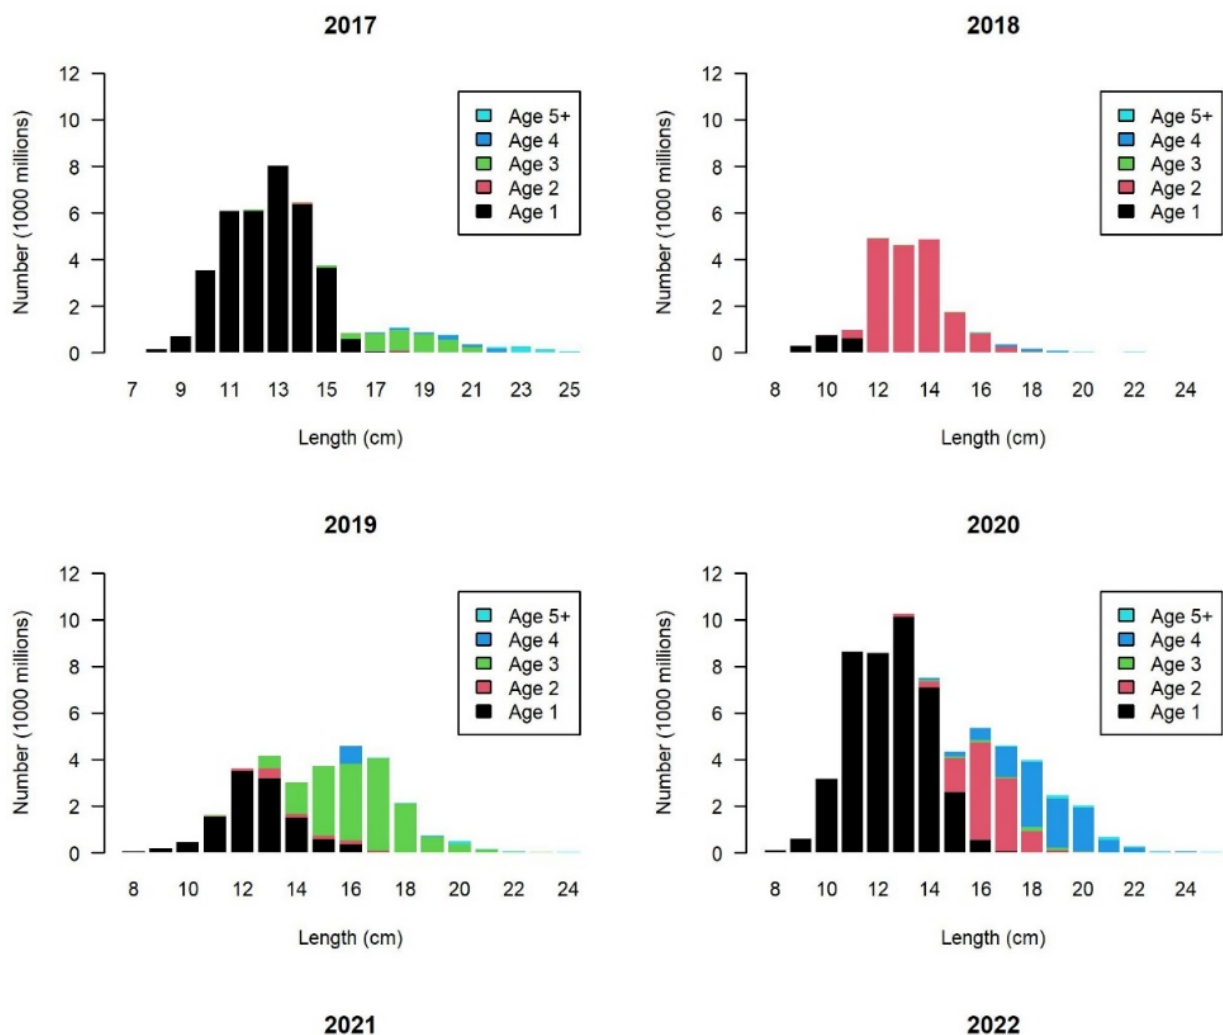 2017
2018
Number (1000 millions)
12
10
8
6
4
2
0
Age 5+
Age 4
Age 3
Age 2
Age 1
7 9 11 13 15 17 19 21 23 25
Length (cm)
Number (1000 millions)
12
10
8
6
4
2
0
Age 5+
Age 4
Age 3
Age 2
Age 1
8 10 12 14 16 18 20 22 24
Length (cm)
2019
2020
Number (1000 millions)
12
10
8
6
4
2
0
Age 5+
Age 4
Age 3
Age 2
Age 1
8 10 12 14 16 18 20 22 24
Length (cm)
Number (1000 millions)
12
10
8
6
4
2
0
Age 5+
Age 4
Age 3
Age 2
Age 1
8 10 12 14 16 18 20 22 24
Length (cm)
2021
2022